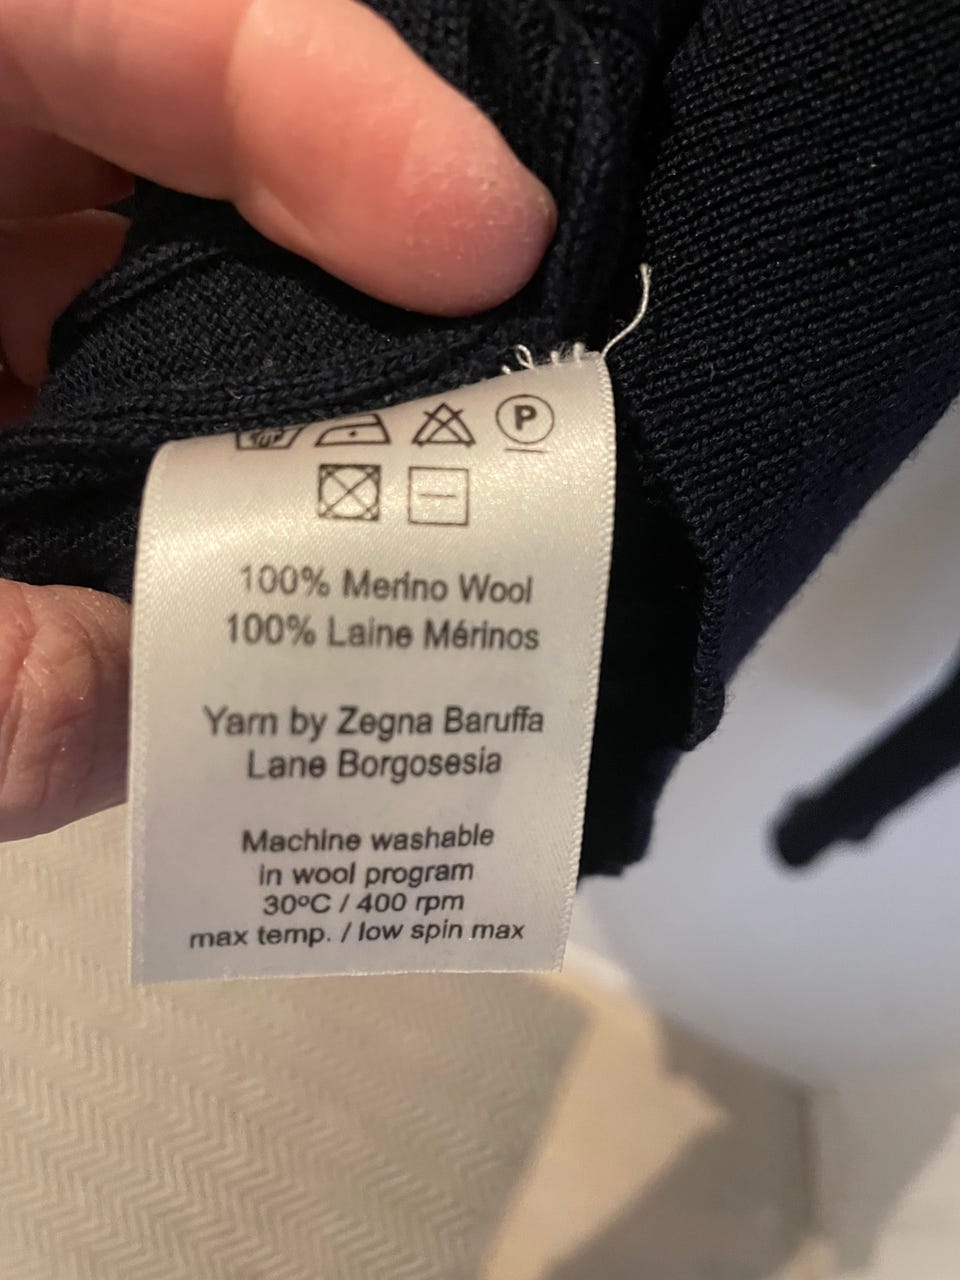 P
100% Merino Wool
100% Laine Mérinos
Yarn by Zegna Baruffa
Lane Borgosesia
Machine washable
in wool program
30ºC / 400 rpm
max temp. / low spin max